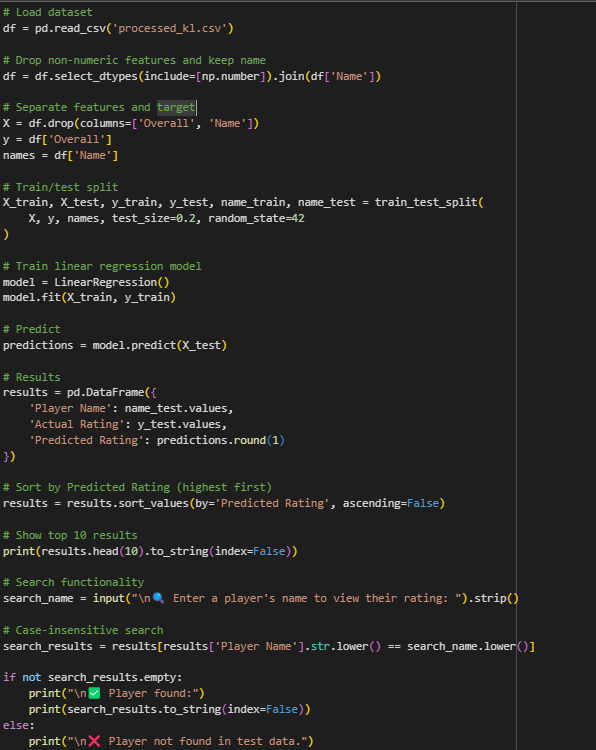 # Load dataset
df = pd.read_csv('processed_kl.csv')
# Drop non-numeric features and keep name
df = df.select_dtypes(include=[np.number]).join(df['Name'])
# Separate features and target
X = df.drop(columns=['Overall', 'Name'])
y = df['Overall']
names = df['Name']
# Train/test split
X_train, X_test, y_train, y_test, name_train, name_test = train_test_split(
    X, y, names, test_size=0.2, random_state=42
)
# Train linear regression model
model = LinearRegression()
model.fit(X_train, y_train)
# Predict
predictions = model.predict(X_test)
# Results
results = pd.DataFrame({
    'Player Name': name_test.values,
    'Actual Rating': y_test.values,
    'Predicted Rating': predictions.round(1)
})
# Sort by Predicted Rating (highest first)
results = results.sort_values(by='Predicted Rating', ascending=False)
# Show top 10 results
print(results.head(10).to_string(index=False))
# Search functionality
search_name = input("\n🔍 Enter a player's name to view their rating: ").strip()
# Case-insensitive search
search_results = results[results['Player Name'].str.lower() == search_name.lower()]
if not search_results.empty:
    print("\n✅ Player found:")
    print(search_results.to_string(index=False))
else:
    print("\n❌ Player not found in test data.")